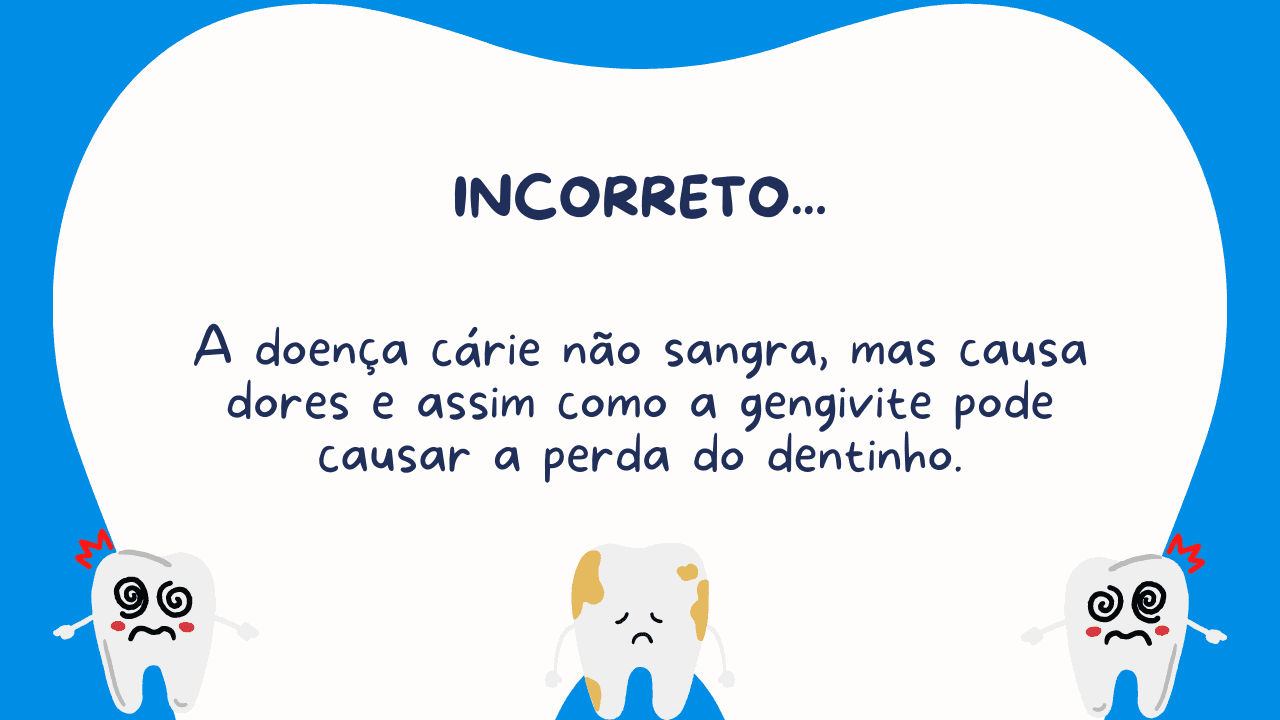 INCORRETO...
A doença cárie não sangra, mas causa
dores e assim como a gengivite pode
causar a perda do dentinho.